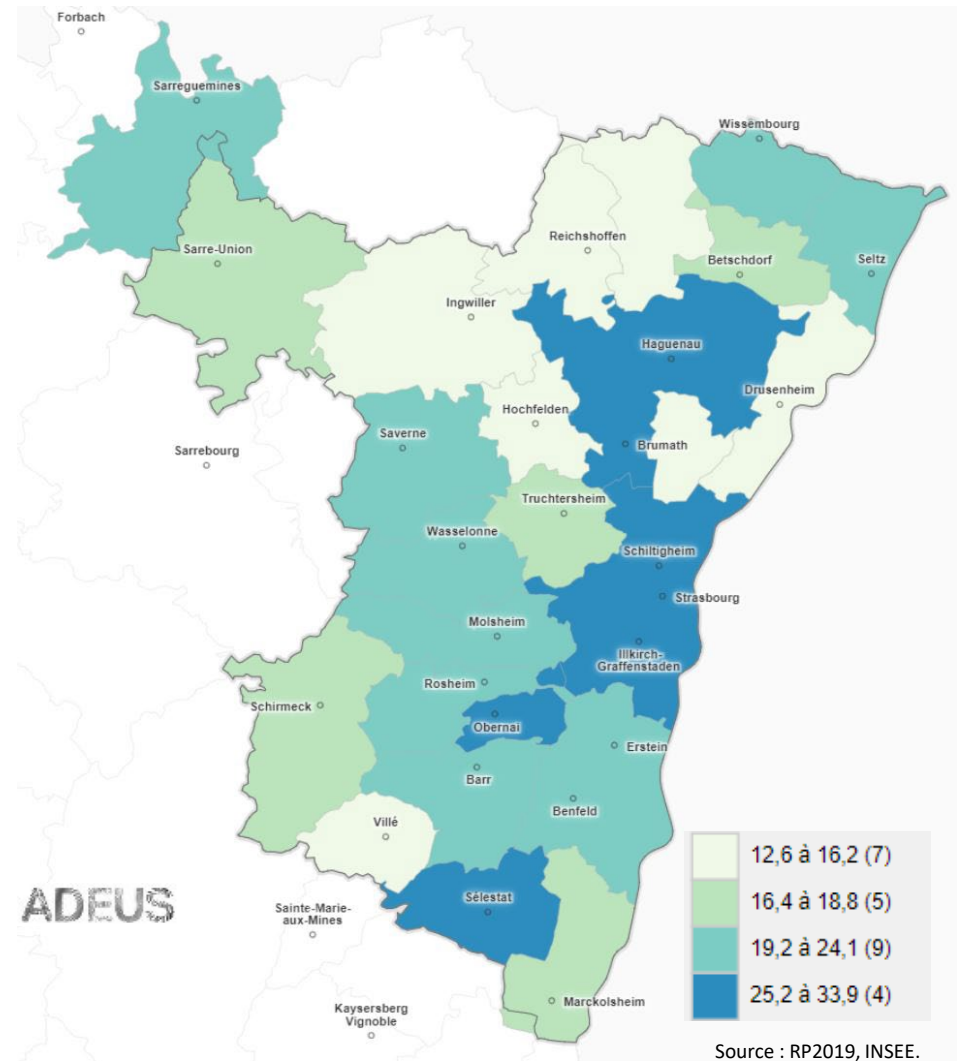 Forbach
Sarreguemines
Wissembourg
Reichshoffen
Sarre-Union
Betschdorf
Seltz
Ingwiller
Haguenau
Drusenheim
Hochfelden
Saverne
Brumath
Sarrebourg
Truchtersheim
Wasselonne
Schiltigheim
Strasbourg
Molsheim
Illkirch-
Graffenstaden
Rosheim
Schirmeck
Obernai
Erstein
Barr
Benfeld
Villé
12,6 à 16,2 (7)
16,4 à 18,8 (5)
19,2 à 24,1 (9)
25,2 à 33,9 (4)
ADEUS
Sélestat
Sainte-Marie-
aux-Mines
Marckolsheim
Kaysersberg
Vignoble
Source : RP2019, INSEE.